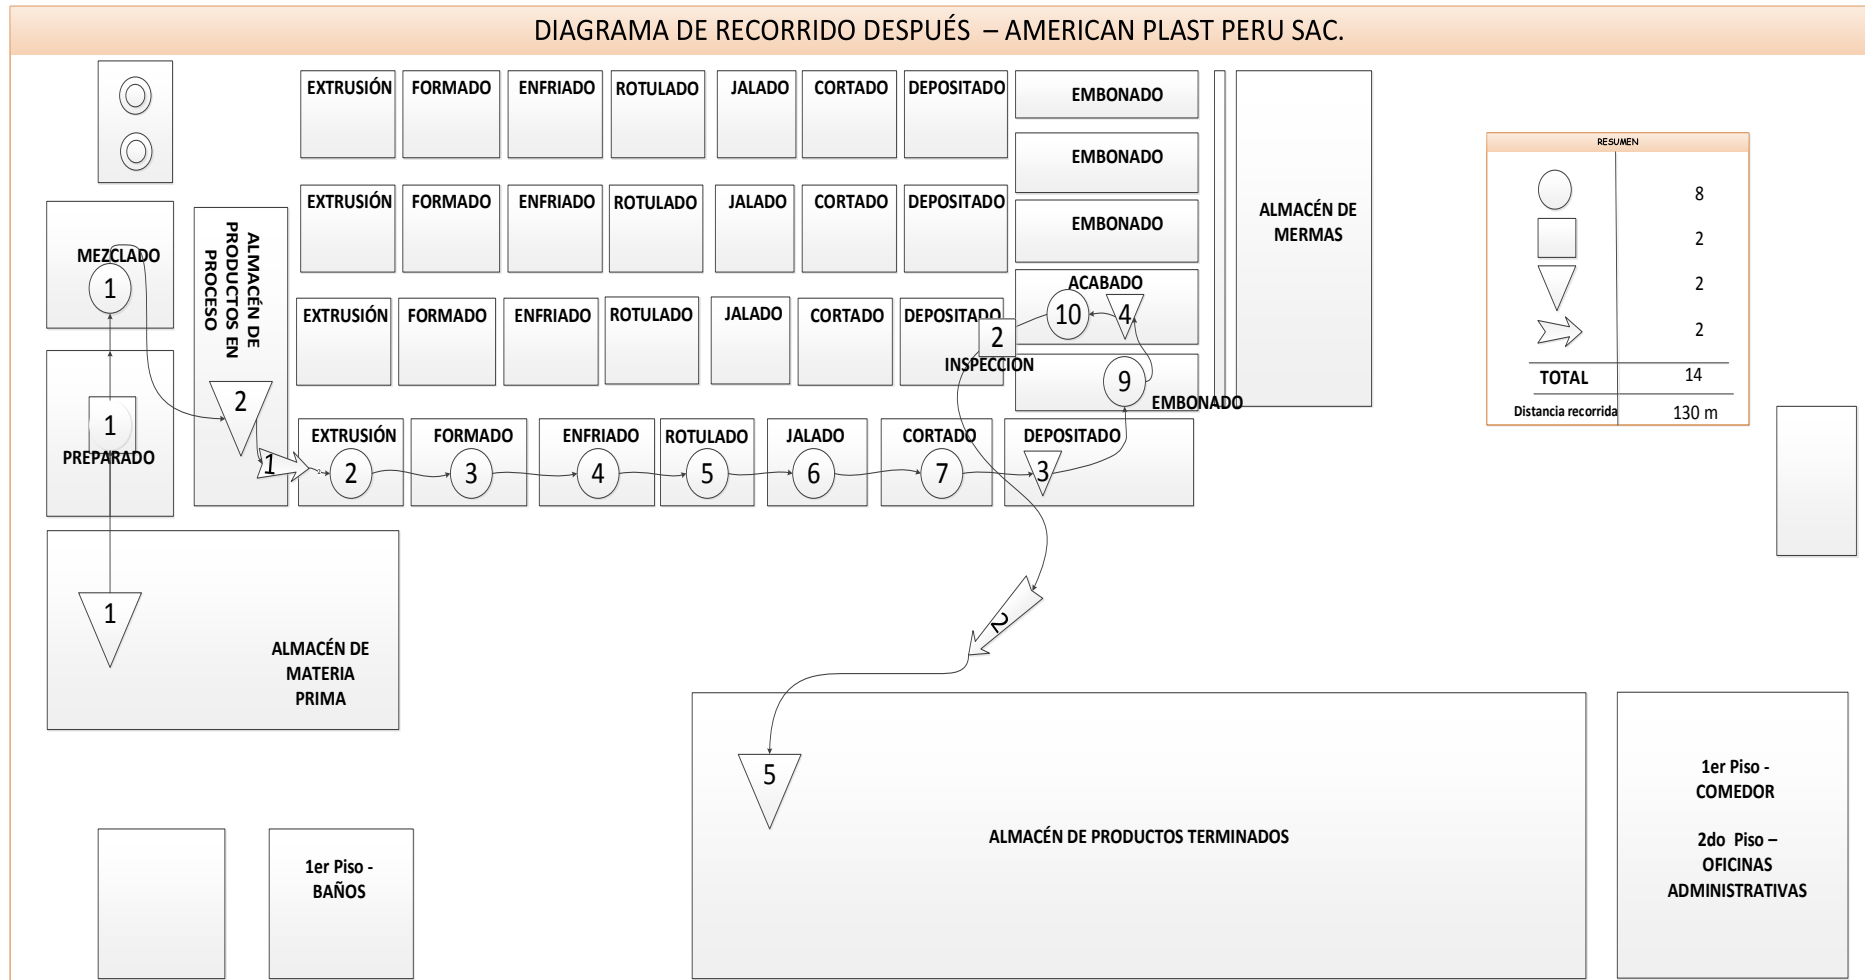 DIAGRAMA DE RECORRIDO DESPUÉS – AMERICAN PLAST PERU SAC.
EXTRUSIÓN
FORMADO
ENFRIADO
ROTULADO
JALADO
CORTADO
DEPOSITADO
EMBONADO
EMBONADO
EXTRUSIÓN
FORMADO
ENFRIADO
ROTULADO
JALADO
CORTADO
DEPOSITADO
EMBONADO
ALMACÉN DE
MERMAS
RESUMEN
8
2
2
2
TOTAL
14
Distancia recorrida
130 m
MEZCLADO
1
ALMACÉN DE
PRODUCTOS EN
PROCESO
2
EXTRUSIÓN
FORMADO
ENFRIADO
ROTULADO
JALADO
CORTADO
DEPOSITADO
ACABADO
10
4
2
INSPECCION
9
EMBONADO
1
PREPARADO
1
EXTRUSIÓN
2
FORMADO
3
ENFRIADO
4
ROTULADO
5
JALADO
6
CORTADO
7
DEPOSITADO
3
1
ALMACÉN DE
MATERIA
PRIMA
2
5
ALMACÉN DE PRODUCTOS TERMINADOS
1er Piso -
COMEDOR
2do Piso –
OFICINAS
ADMINISTRATIVAS
1er Piso -
BAÑOS